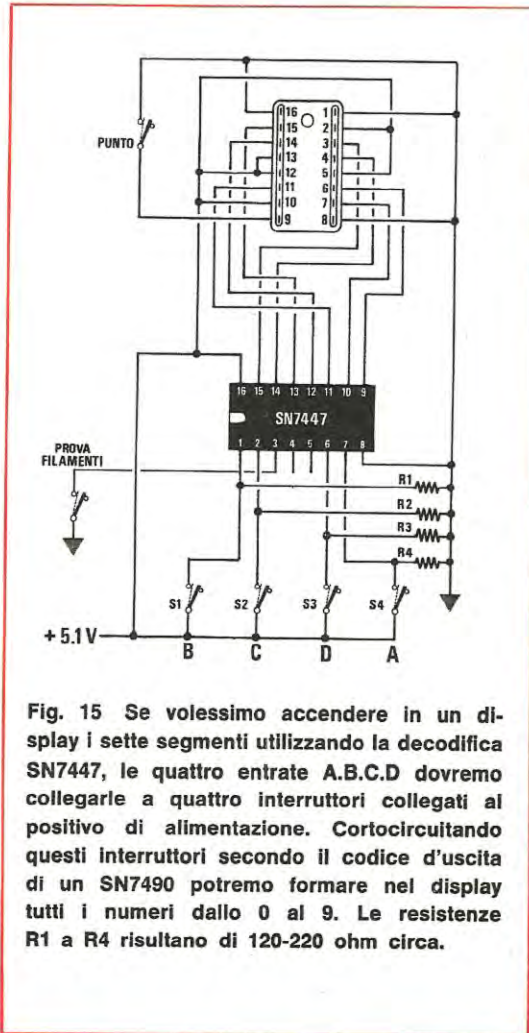 PUNTO
16 1
15 2
14 3
13 4
12 5
11 6
10 7
9 8
16 15 14 13 12 11 10 9
SN7447
1 2 3 4 5 6 7 8
PROVA
FILAMENTI
R1
R2
R3
R4
S1 S2 S3 S4
+ 5.1 V
B C D A
Fig. 15 Se volessimo accendere in un di-
splay i sette segmenti utilizzando la decodifica
SN7447, le quattro entrate A.B.C.D dovremo
collegarle a quattro interruttori collegati al
positivo di alimentazione. Cortocircuitando
questi interruttori secondo il codice d'uscita
di un SN7490 potremo formare nel display
tutti i numeri dallo 0 al 9. Le resistenze
R1 a R4 risultano di 120-220 ohm circa.